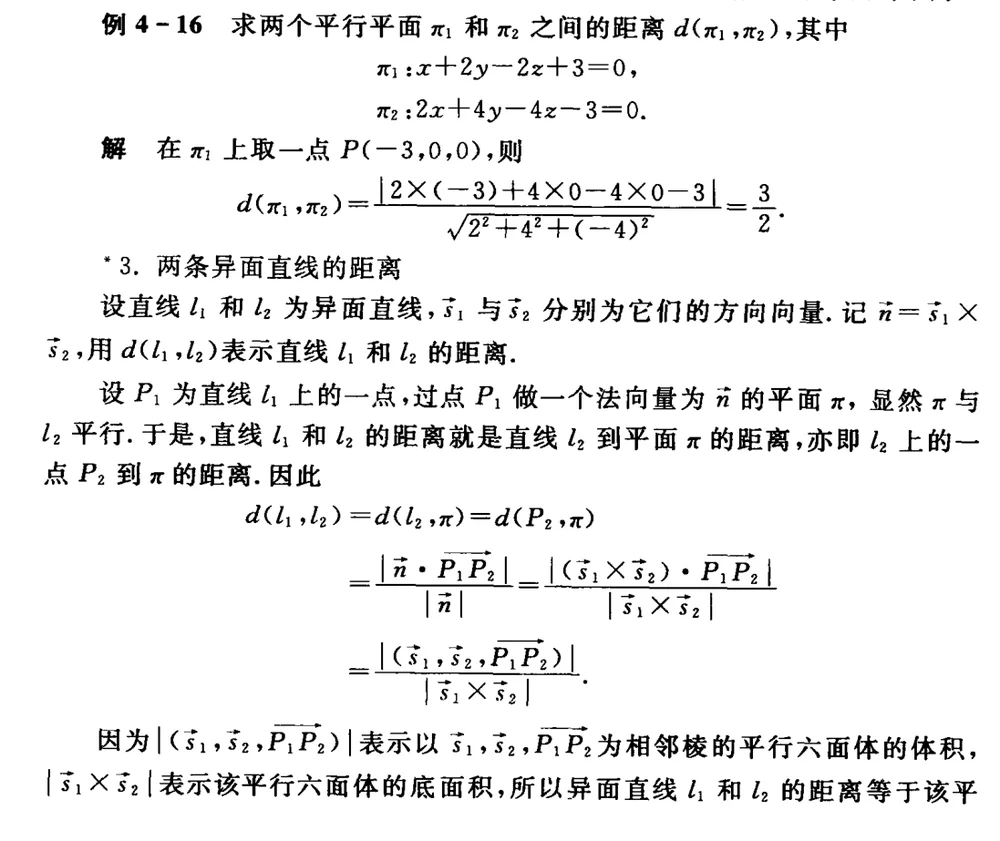 例 4-16 求两个平行平面 π₁ 和 π₂ 之间的距离 d(π₁,π₂),其中
π₁:x+2y-2z+3=0,
π₂:2x+4y-4z-3=0.
解 在 π₁ 上取一点 P(-3,0,0),则
d(π₁,π₂)=|2×(-3)+4×0-4×0-3|/√(2²+4²+(-4)²)=3/2.
*3. 两条异面直线的距离
设直线 l₁ 和 l₂ 为异面直线,s⃗₁ 与 s⃗₂ 分别为它们的方向向量.记 n⃗=s⃗₁×
s⃗₂,用 d(l₁,l₂)表示直线 l₁ 和 l₂ 的距离.
设 P₁ 为直线 l₁ 上的一点,过点 P₁ 做一个法向量为 n⃗ 的平面 π,显然 π 与
l₂ 平行.于是,直线 l₁ 和 l₂ 的距离就是直线 l₂ 到平面 π 的距离,亦即 l₂ 上的一
点 P₂ 到 π 的距离.因此
d(l₁,l₂)=d(l₂,π)=d(P₂,π)
=|n⃗·P₁P₂⃗|/|n⃗|=|(s⃗₁×s⃗₂)·P₁P₂⃗|/|s⃗₁×s⃗₂|
=|(s⃗₁,s⃗₂,P₁P₂⃗)|/|s⃗₁×s⃗₂|.
因为|(s⃗₁,s⃗₂,P₁P₂⃗)|表示以 s⃗₁,s⃗₂,P₁P₂⃗为相邻棱的平行六面体的体积,
|s⃗₁×s⃗₂|表示该平行六面体的底面积,所以异面直线 l₁ 和 l₂ 的距离等于该平